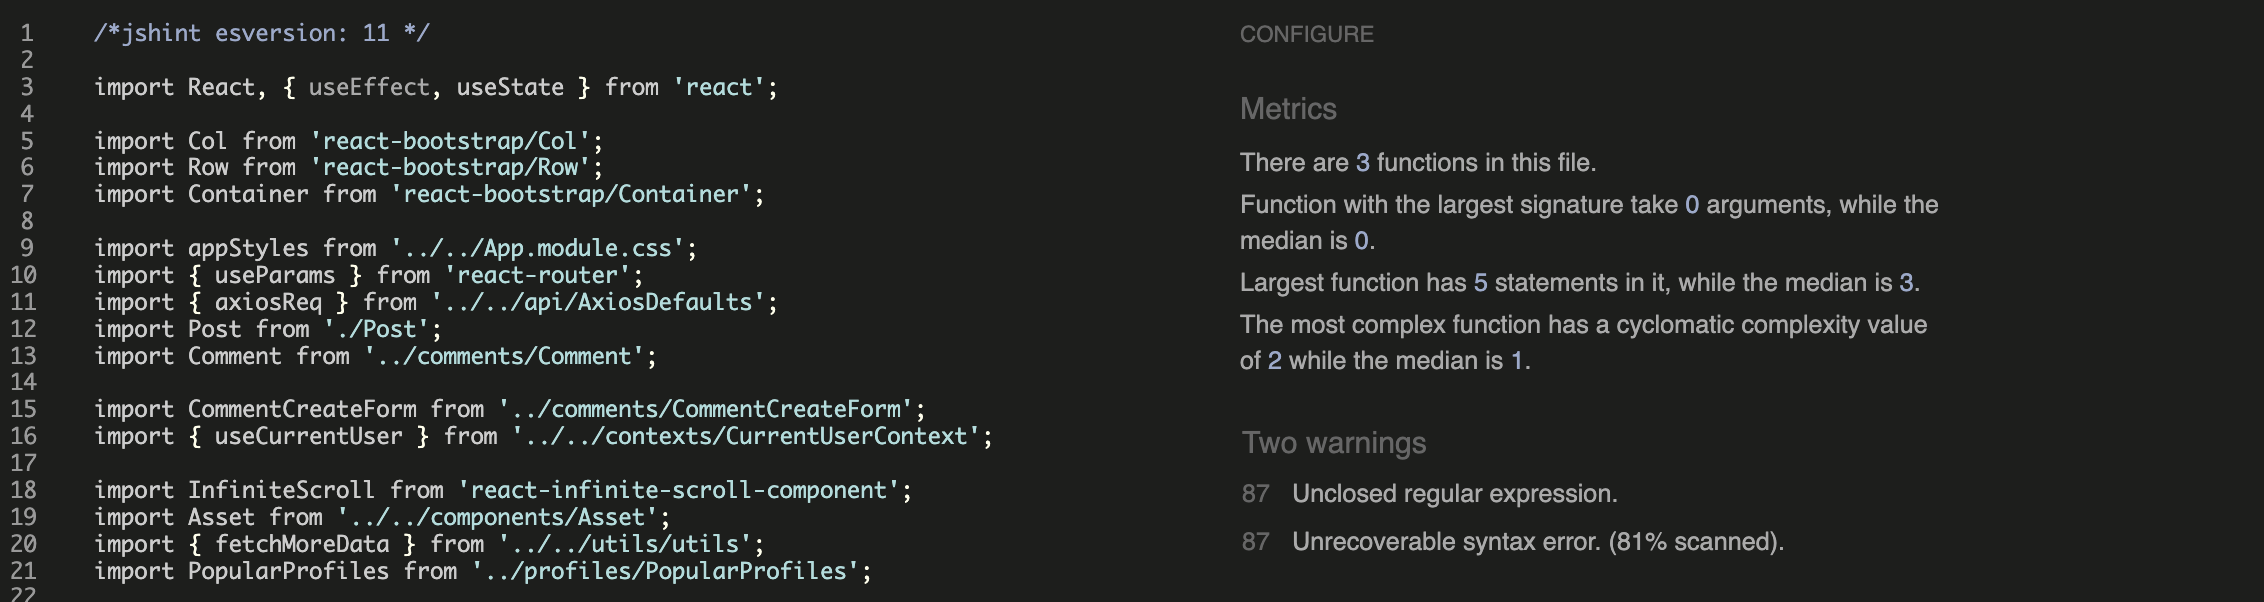 1 /*jshint esversion: 11 */
2
3 import React, { useEffect, useState } from 'react';
4
5 import Col from 'react-bootstrap/Col';
6 import Row from 'react-bootstrap/Row';
7 import Container from 'react-bootstrap/Container';
8
9 import appStyles from '../../App.module.css';
10 import { useParams } from 'react-router';
11 import { axiosReq } from '../../api/AxiosDefaults';
12 import Post from './Post';
13 import Comment from '../comments/Comment';
14
15 import CommentCreateForm from '../comments/CommentCreateForm';
16 import { useCurrentUser } from '../../contexts/CurrentUserContext';
17
18 import InfiniteScroll from 'react-infinite-scroll-component';
19 import Asset from '../../components/Asset';
20 import { fetchMoreData } from '../../utils/utils';
21 import PopularProfiles from '../profiles/PopularProfiles';
22
CONFIGURE
Metrics
There are 3 functions in this file.
Function with the largest signature take 0 arguments, while the
median is 0.
Largest function has 5 statements in it, while the median is 3.
The most complex function has a cyclomatic complexity value
of 2 while the median is 1.
Two warnings
87 Unclosed regular expression.
87 Unrecoverable syntax error. (81% scanned).